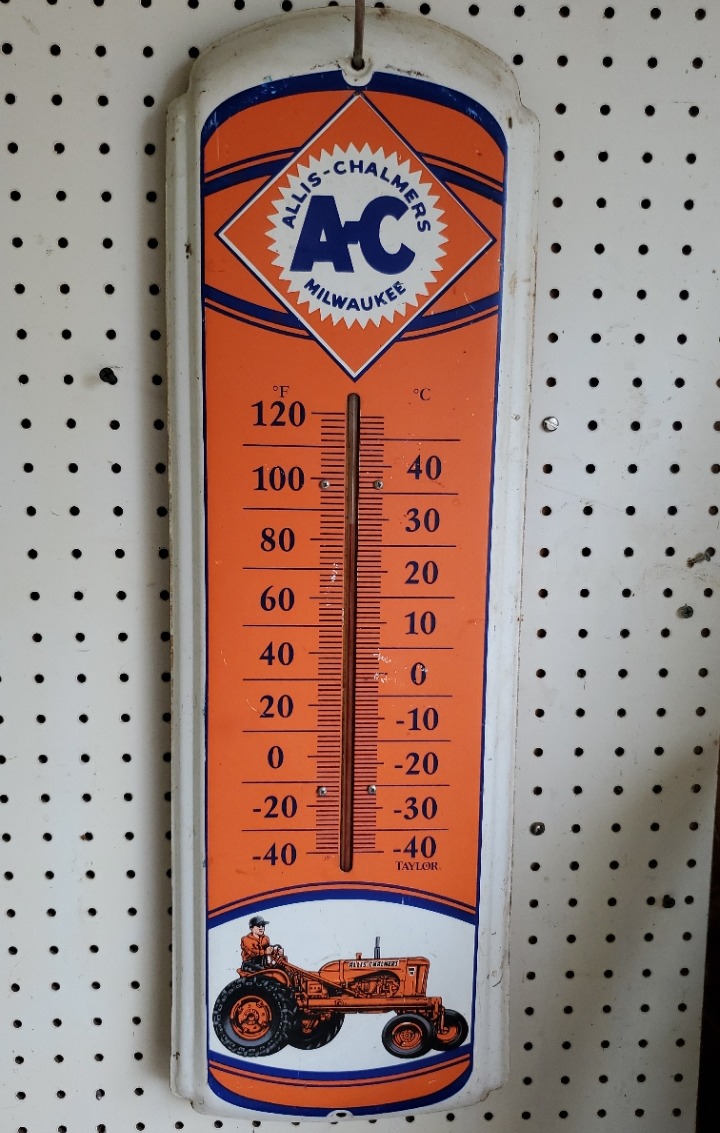 ALLIS-CHALMERS
A-C
MILWAUKEE
°F °C
120
100 40
80 30
60 20
40 10
20 0
0 -10
-20 -20
-40 -30
-40
TAYLOR
ALLIS-CHALMERS